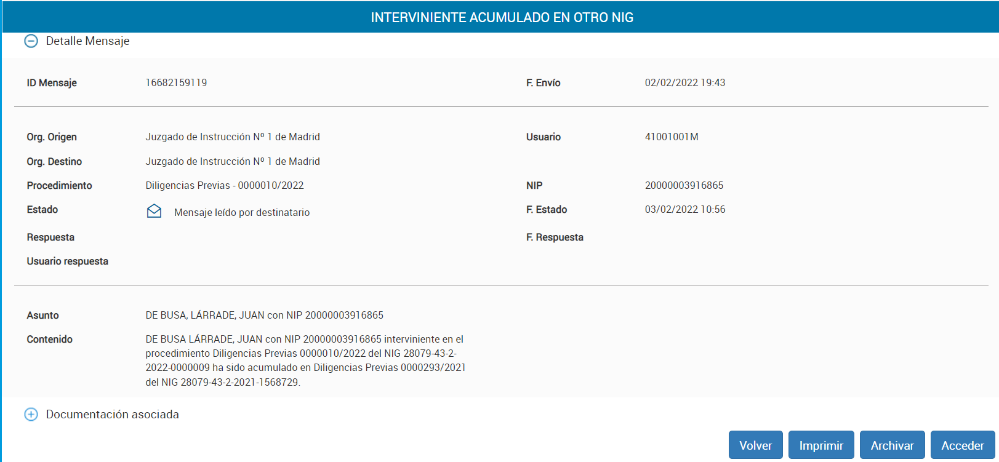 INTERVINIENTE ACUMULADO EN OTRO NIG
Detalle Mensaje
ID Mensaje 16682159119 F. Envío 02/02/2022 19:43
Org. Origen Juzgado de Instrucción Nº 1 de Madrid Usuario 41001001M
Org. Destino Juzgado de Instrucción Nº 1 de Madrid
Procedimiento Diligencias Previas - 0000010/2022 NIP 20000003916865
Estado Mensaje leído por destinatario F. Estado 03/02/2022 10:56
Respuesta F. Respuesta
Usuario respuesta
Asunto DE BUSA, LÁRRADE, JUAN con NIP 20000003916865
Contenido DE BUSA LÁRRADE, JUAN con NIP 20000003916865 interviniente en el
procedimiento Diligencias Previas 0000010/2022 del NIG 28079-43-2-
2022-0000009 ha sido acumulado en Diligencias Previas 0000293/2021
del NIG 28079-43-2-2021-1568729.
Documentación asociada
Volver Imprimir Archivar Acceder